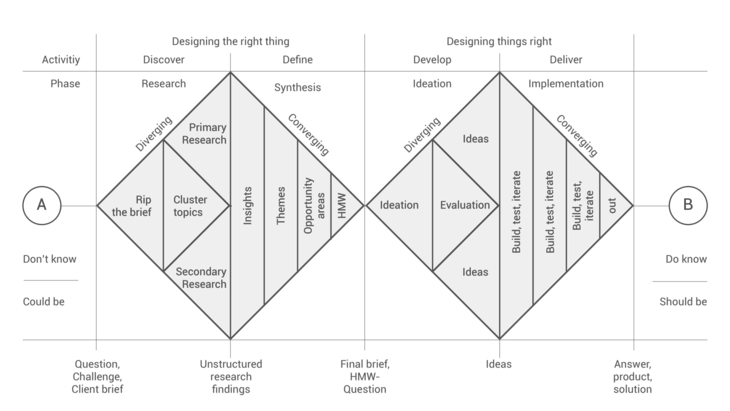 Designing the right thing
Designing things right
Activitiy
Discover
Define
Develop
Deliver
Phase
Research
Synthesis
Ideation
Implementation
Diverging
Converging
Diverging
Converging
Primary
Research
Rip
the brief
Cluster
topics
Secondary
Research
Insights
Themes
Opportunity
areas
HMW
Ideas
Ideation
Evaluation
Ideas
Build, test, iterate
Build, test, iterate
Build, test,
iterate
out
A
B
Don't know
Could be
Do know
Should be
Question,
Challenge,
Client brief
Unstructured
research
findings
Final brief,
HMW-
Question
Ideas
Answer,
product,
solution